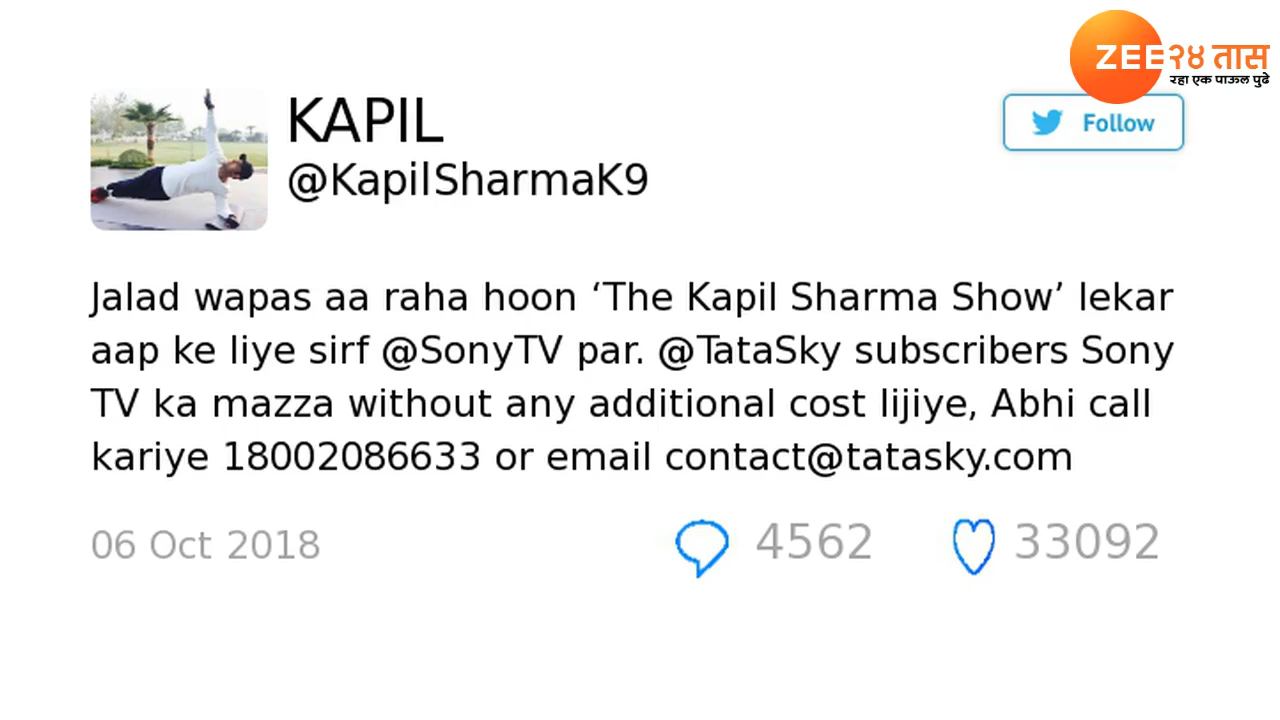 ZEE २४ तास
रहा एक पाऊल पुढे
KAPIL
Follow
@KapilSharmaK9
Jalad wapas aa raha hoon ‘The Kapil Sharma Show’ lekar
aap ke liye sirf @SonyTV par. @TataSky subscribers Sony
TV ka mazza without any additional cost lijiye, Abhi call
kariye 18002086633 or email contact@tatasky.com
06 Oct 2018 4562 33092